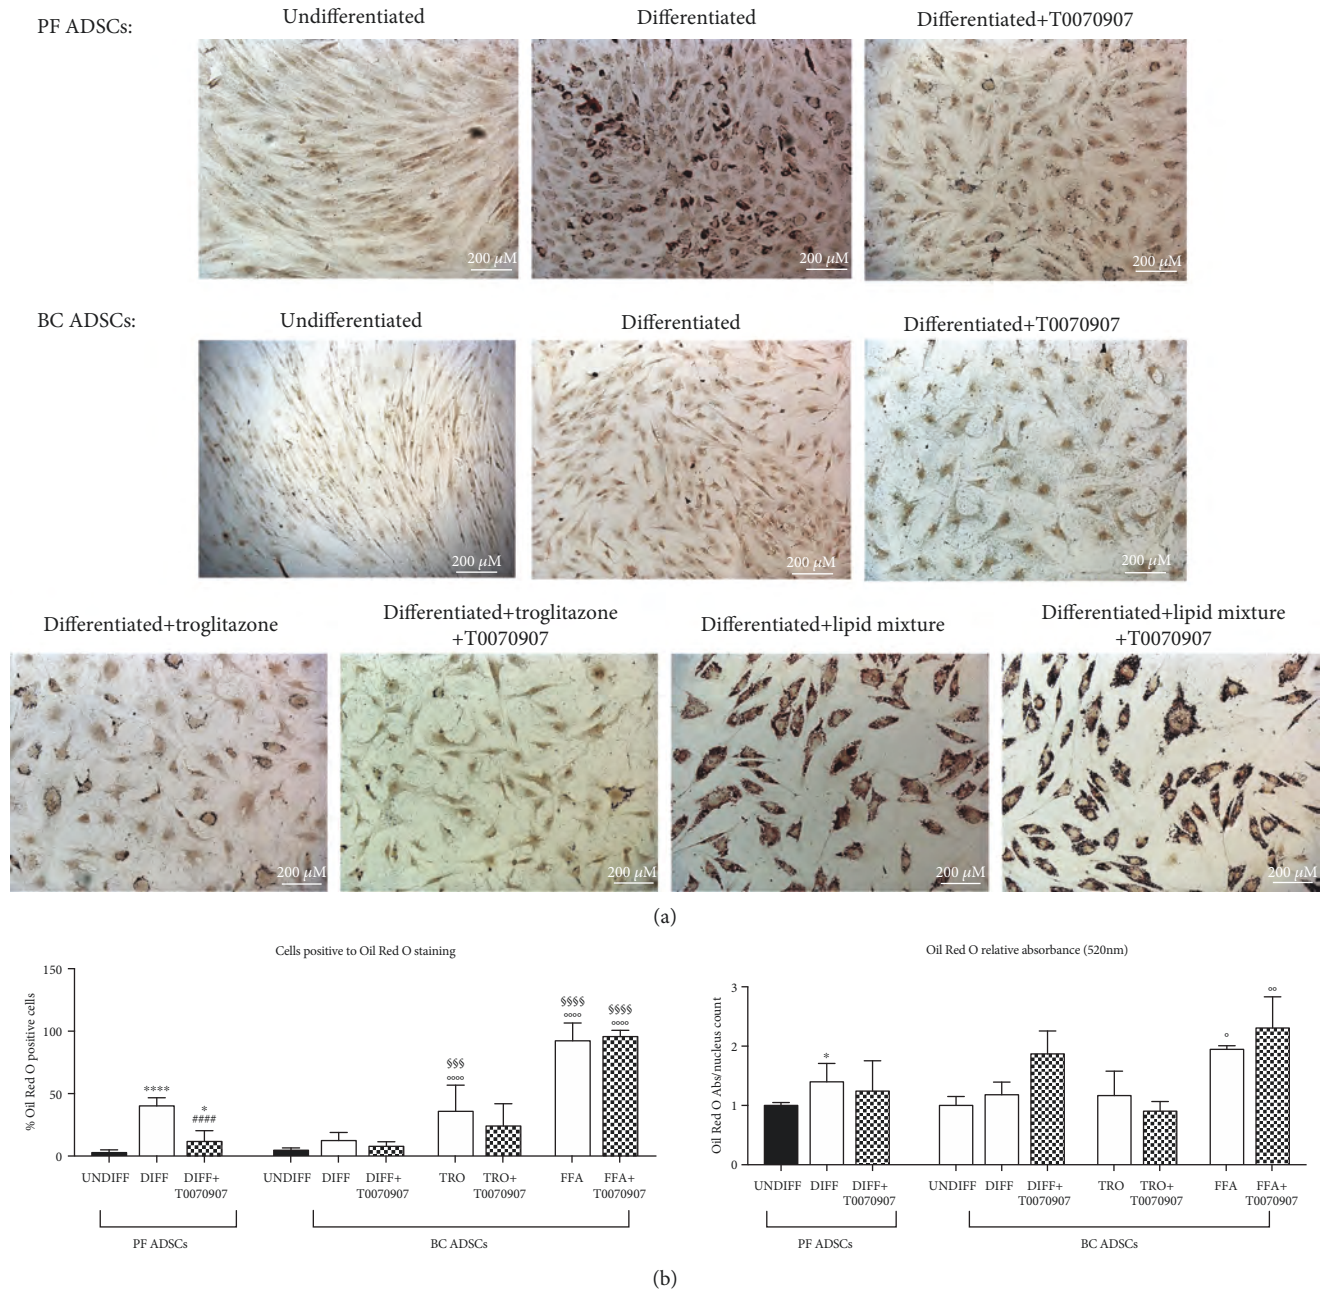 PF ADSCs:
Undifferentiated
Differentiated
Differentiated+T0070907
200 μM
200 μM
200 μM
BC ADSCs:
Undifferentiated
Differentiated
Differentiated+T0070907
200 μM
200 μM
200 μM
Differentiated+troglitazone
Differentiated+troglitazone
+T0070907
Differentiated+lipid mixture
Differentiated+lipid mixture
+T0070907
200 μM
200 μM
200 μM
200 μM
(a)
Cells positive to Oil Red O staining
% Oil Red O positive cells
150
100
50
0
****
*
####
§§§
°°°°
§§§§
°°°°
§§§§
°°°°
UNDIFF
DIFF
DIFF+
T0070907
UNDIFF
DIFF
DIFF+
T0070907
TRO
TRO+
T0070907
FFA
FFA+
T0070907
PF ADSCs
BC ADSCs
Oil Red O relative absorbance (520nm)
Oil Red O Abs/nucleus count
3
2
1
0
*
°
°°
UNDIFF
DIFF
DIFF+
T0070907
UNDIFF
DIFF
DIFF+
T0070907
TRO
TRO+
T0070907
FFA
FFA+
T0070907
PF ADSCs
BC ADSCs
(b)